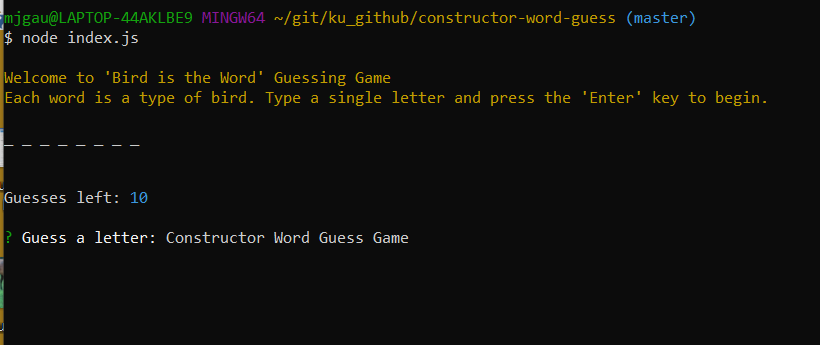 mjgau@LAPTOP-44AKLBE9 MINGW64 ~/git/ku_github/constructor-word-guess (master)
$ node index.js
Welcome to 'Bird is the Word' Guessing Game
Each word is a type of bird. Type a single letter and press the 'Enter' key to begin.
_ _ _ _ _ _ _ _
Guesses left: 10
? Guess a letter: Constructor Word Guess Game